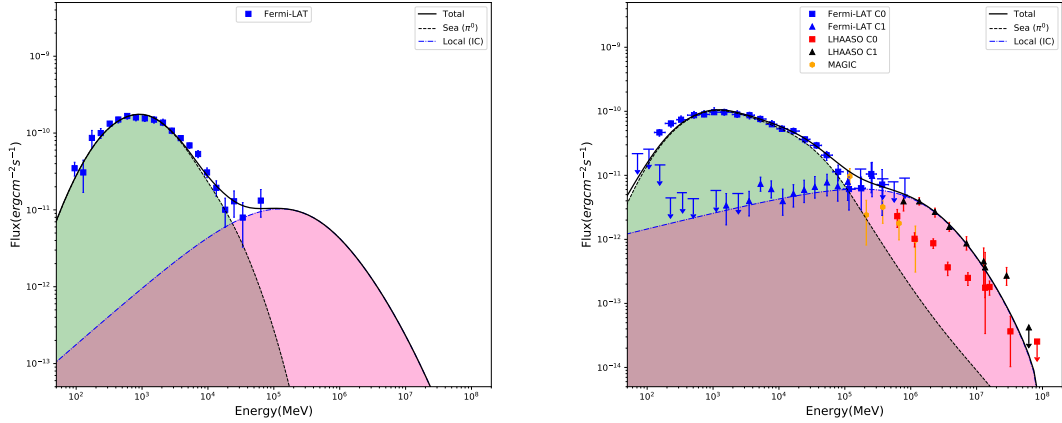 Fermi-LAT
Total
Sea (π⁰)
Local (IC)
Flux(ergcm⁻²s⁻¹)
10⁻⁹
10⁻¹⁰
10⁻¹¹
10⁻¹²
10⁻¹³
10² 10³ 10⁴ 10⁵ 10⁶ 10⁷ 10⁸
Energy(MeV)
Fermi-LAT C0
Fermi-LAT C1
LHAASO C0
LHAASO C1
MAGIC
Total
Sea (π⁰)
Local (IC)
Flux(ergcm⁻²s⁻¹)
10⁻⁹
10⁻¹⁰
10⁻¹¹
10⁻¹²
10⁻¹³
10⁻¹⁴
10² 10³ 10⁴ 10⁵ 10⁶ 10⁷ 10⁸
Energy(MeV)